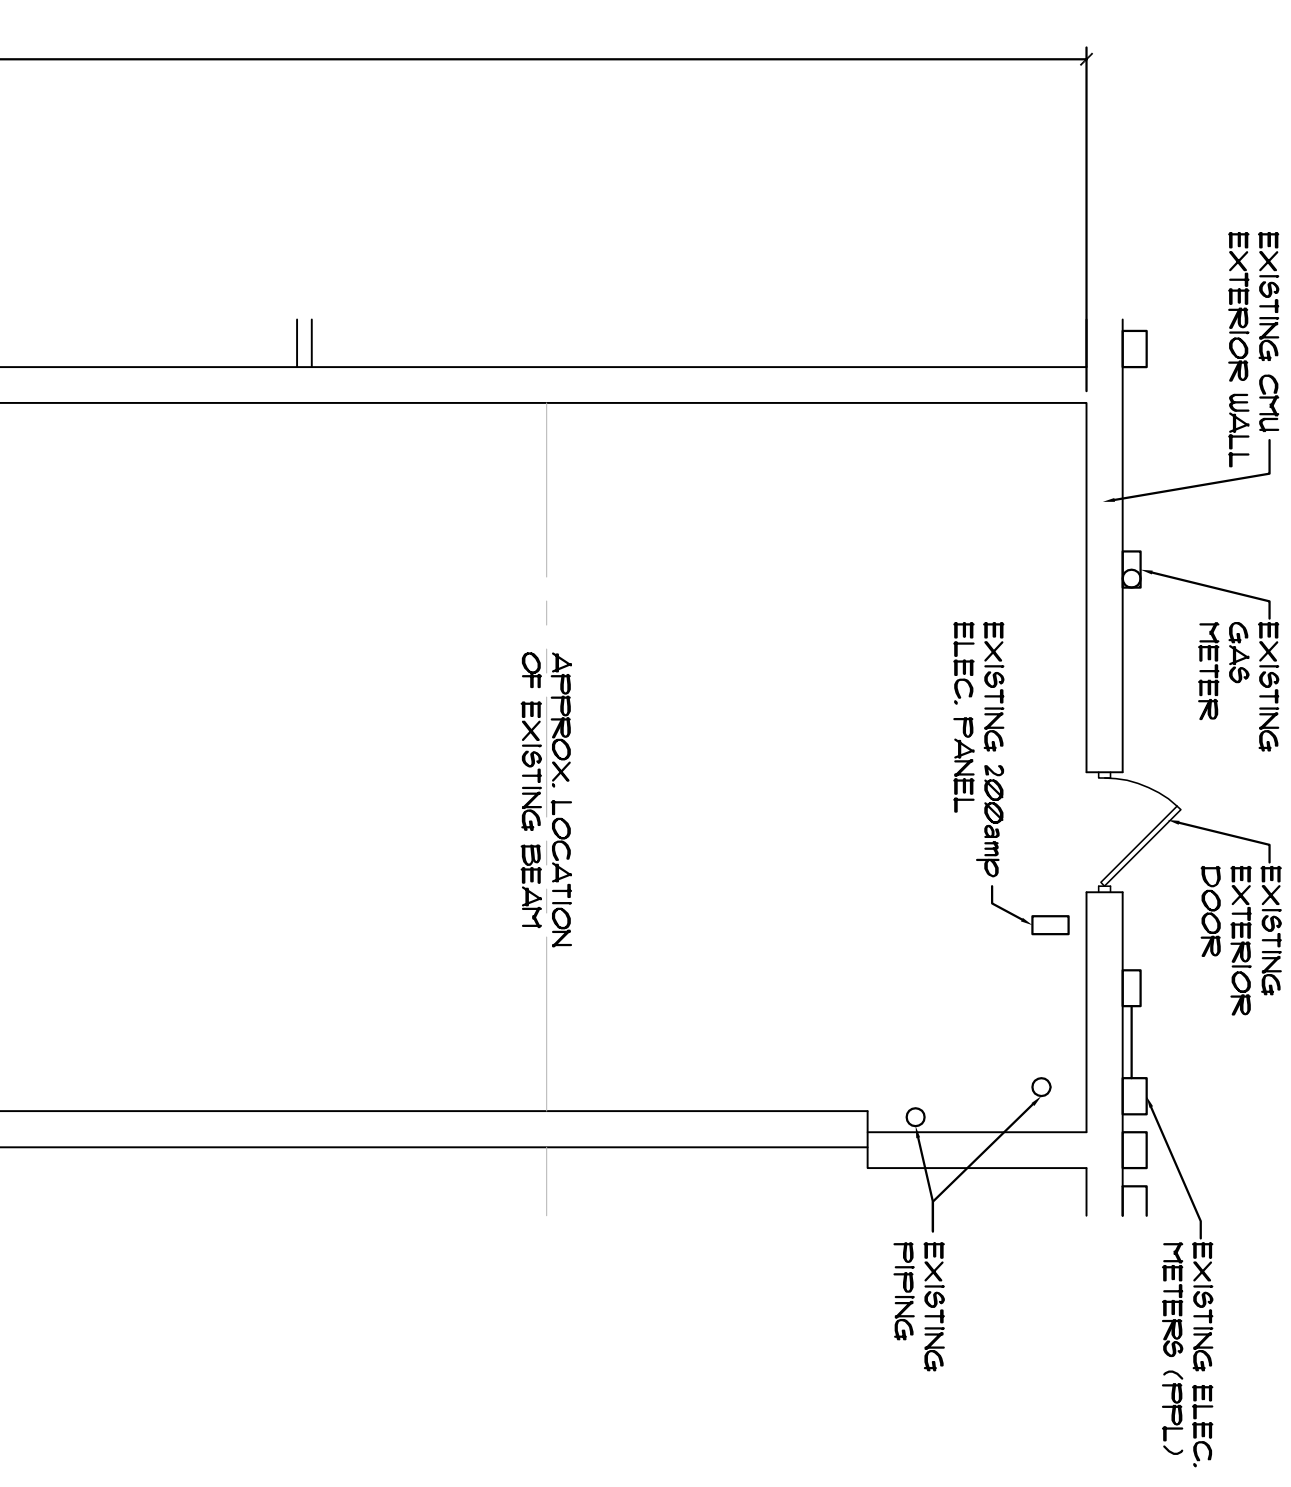 EXISTING CMU
EXTERIOR WALL
EXISTING
GAS
METER
EXISTING
EXTERIOR
DOOR
EXISTING ELEC.
METERS (PPL)
EXISTING 200amp
ELEC. PANEL
EXISTING
PIPING
APPROX. LOCATION
OF EXISTING BEAM